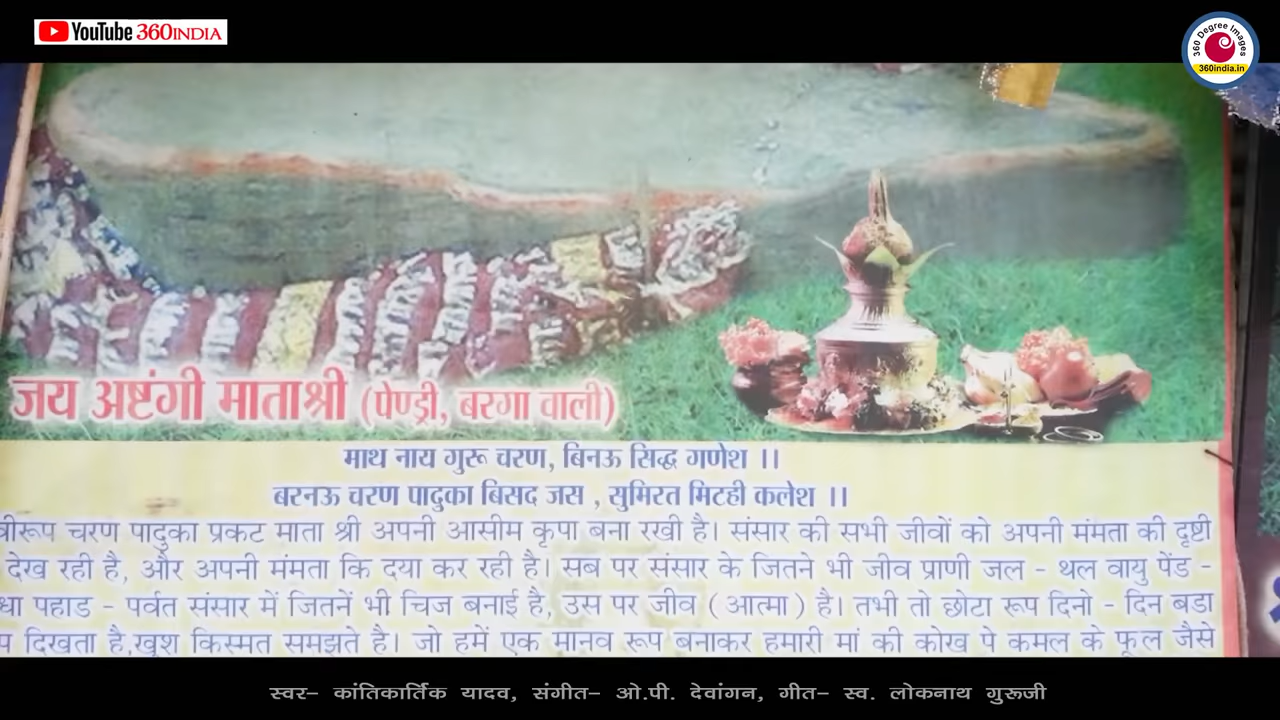 YouTube 360INDIA
360 Degree Images
360india.in
जय अष्टंगी माताश्री (पेण्ड्री, बरगा वाली)
माथ नाय गुरू चरण, बिनऊ सिद्ध गणेश ।।
बरनऊ चरण पादुका बिसद जस , सुमिरत मिटही कलेश ।।
चरण पादुका प्रकट माता श्री अपनी आसीम कृपा बना रखी है। संसार की सभी जीवों को अपनी मंमता की दृष्टी
देख रही है, और अपनी मंमता कि दया कर रही है। सब पर संसार के जितने भी जीव प्राणी जल - थल वायु पेंड -
पहाड - पर्वत संसार में जितनें भी चिज बनाई है, उस पर जीव ( आत्मा ) है। तभी तो छोटा रूप दिनो - दिन बडा
दिखता है,खुश किस्मत समझते है। जो हमें एक मानव रूप बनाकर हमारी मां की कोख पे कमल के फूल जैसे
स्वर– कांतिकार्तिक यादव, संगीत– ओ.पी. देवांगन, गीत– स्व. लोकनाथ गुरूजी